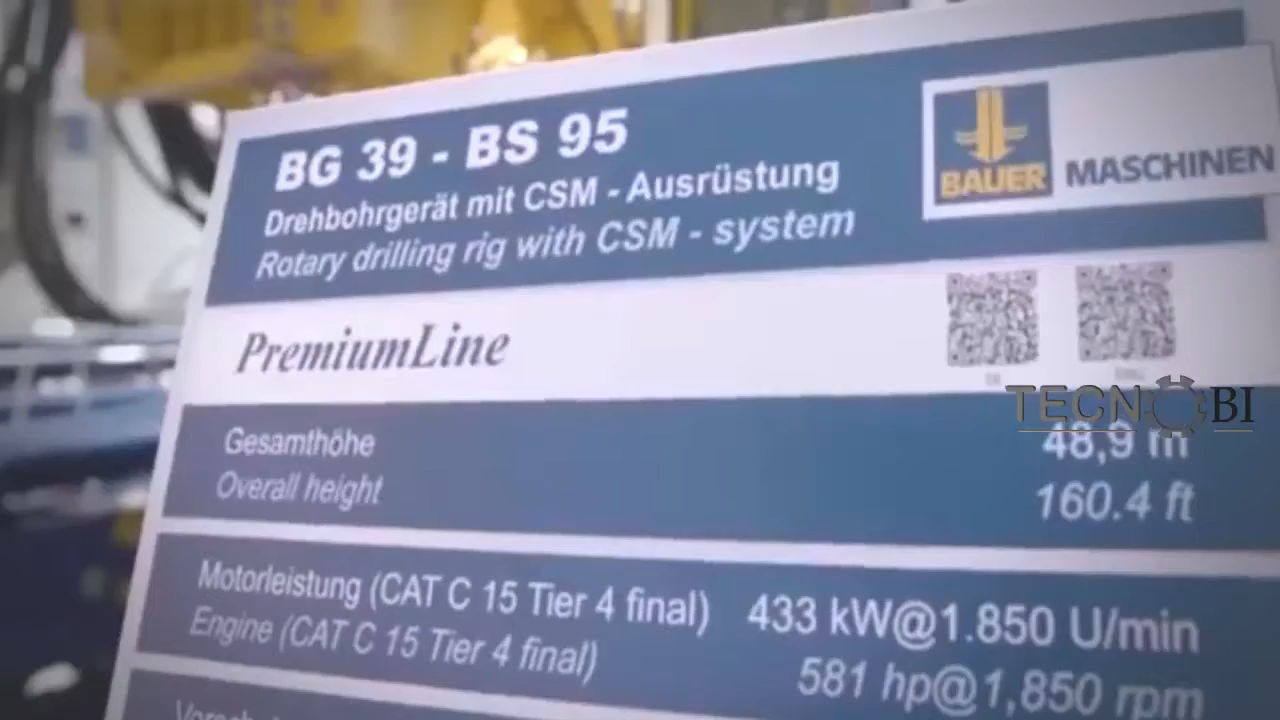 BG 39 - BS 95
Drehbohrgerät mit CSM - Ausrüstung
Rotary drilling rig with CSM - system
BAUER
MASCHINEN
PremiumLine
TECNOBI
Gesamthöhe 48,9 m
Overall height 160.4 ft
Motorleistung (CAT C 15 Tier 4 final) 433 kW@1.850 U/min
Engine (CAT C 15 Tier 4 final) 581 hp@1,850 rpm